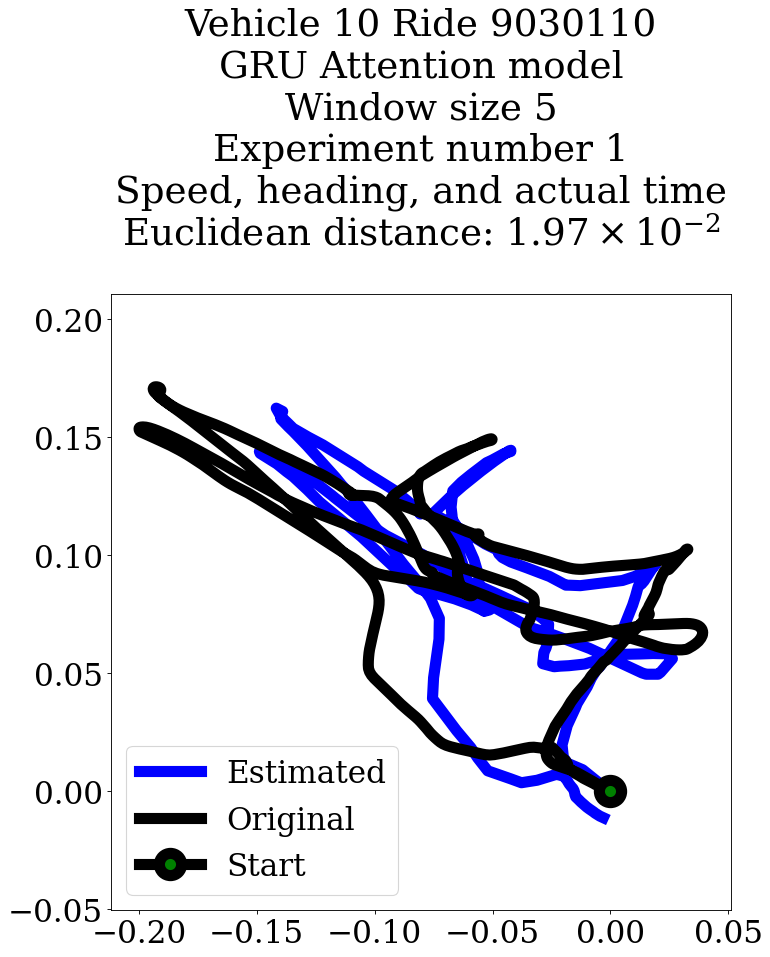 Vehicle 10 Ride 9030110
GRU Attention model
Window size 5
Experiment number 1
Speed, heading, and actual time
Euclidean distance: 1.97 × 10⁻²
0.20
0.15
0.10
0.05
0.00
−0.05
Estimated
Original
Start
−0.20 −0.15 −0.10 −0.05 0.00 0.05